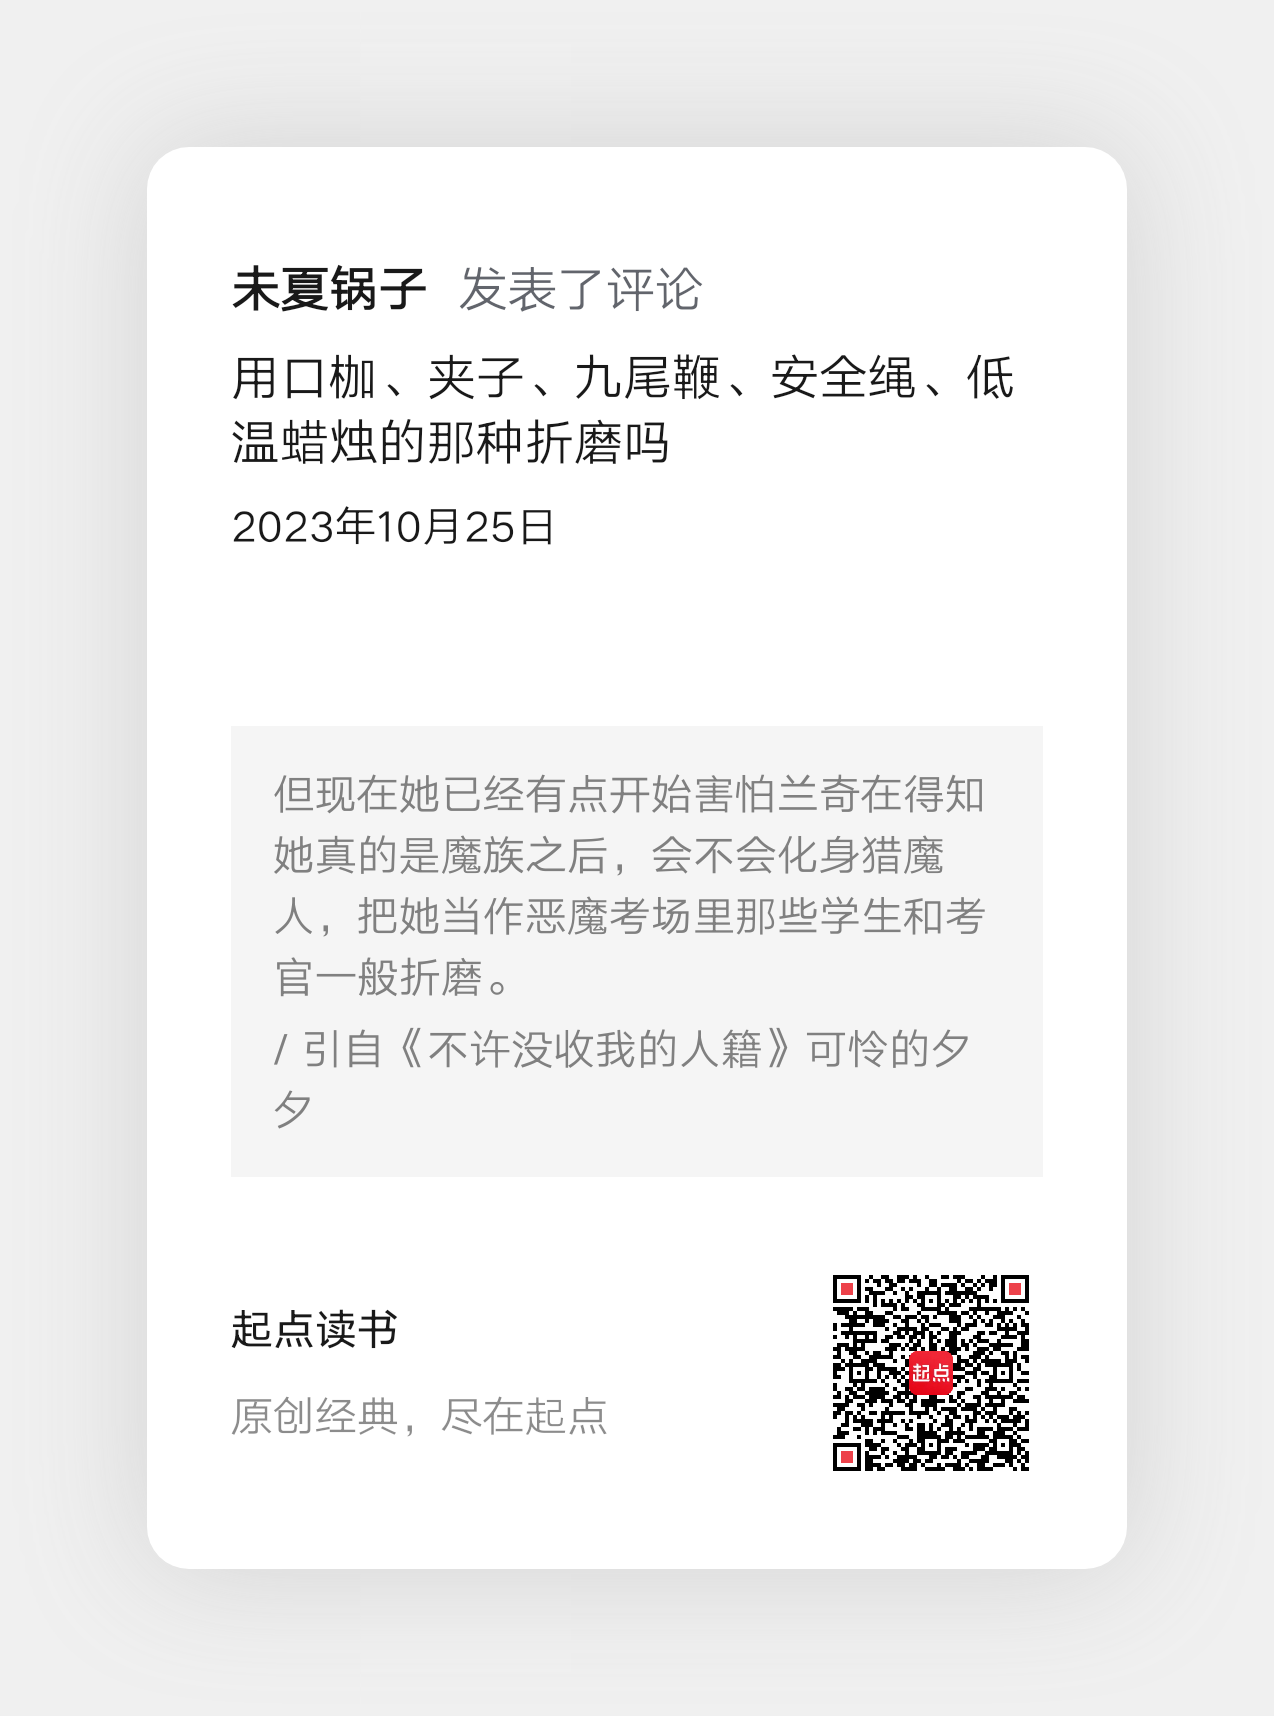 未夏锅子 发表了评论
用口枷、夹子、九尾鞭、安全绳、低
温蜡烛的那种折磨吗
2023年10月25日
但现在她已经有点开始害怕兰奇在得知
她真的是魔族之后，会不会化身猎魔
人，把她当作恶魔考场里那些学生和考
官一般折磨。
/ 引自《不许没收我的人籍》可怜的夕
夕
起点读书
原创经典，尽在起点
起点